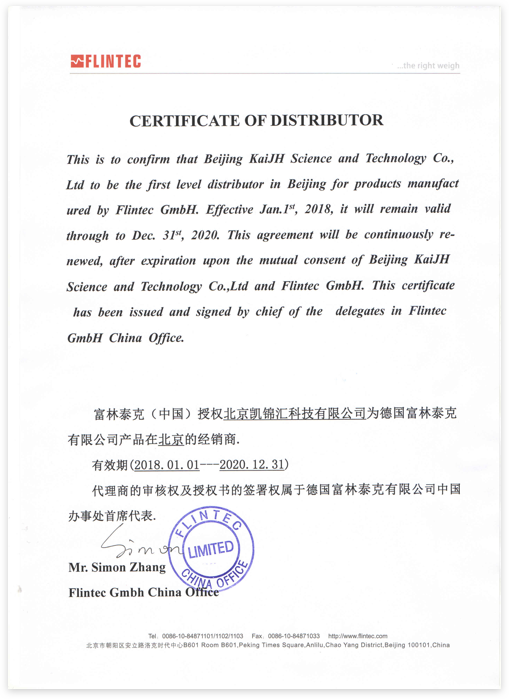 FLINTEC
...the right weigh
CERTIFICATE OF DISTRIBUTOR
This is to confirm that Beijing KaiJH Science and Technology Co.,
Ltd to be the first level distributor in Beijing for products manufact
ured by Flintec GmbH. Effective Jan.1st, 2018, it will remain valid
through to Dec. 31st, 2020. This agreement will be continuously re-
newed, after expiration upon the mutual consent of Beijing KaiJH
Science and Technology Co.,Ltd and Flintec GmbH. This certificate
has been issued and signed by chief of the delegates in Flintec
GmbH China Office.
富林泰克（中国）授权北京凯锦汇科技有限公司为德国富林泰克
有限公司产品在北京的经销商.
有效期(2018.01.01---2020.12.31)
代理商的审核权及授权书的签署权属于德国富林泰克有限公司中国
办事处首席代表.
Simon
FLINTEC
LIMITED
CHINA OFFICE
Mr. Simon Zhang
Flintec Gmbh China Office
Tel. 0086-10-84871101/1102/1103 Fax. 0086-10-84871033 http://www.flintec.com
北京市朝阳区安立路洛克时代中心B601 Room B601,Peking Times Square,Anlilu,Chao Yang District,Beijing 100101,China